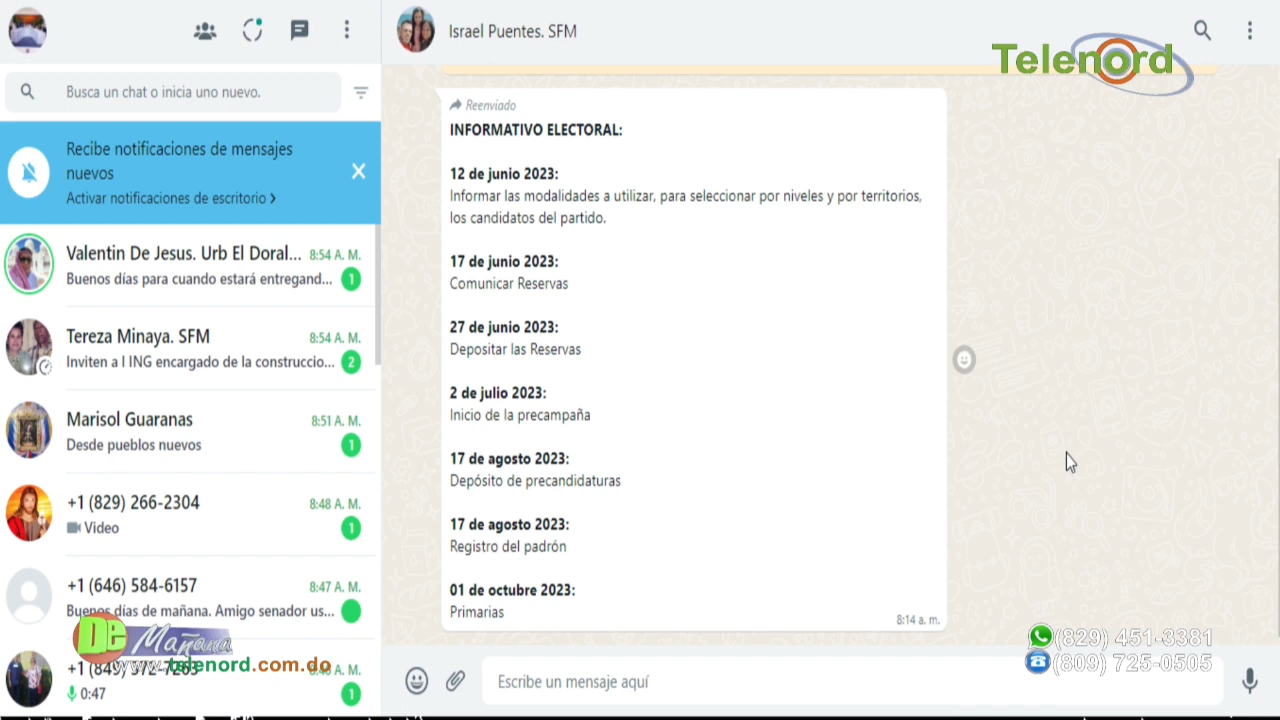 Israel Puentes. SFM
Telenord
Busca un chat o inicia uno nuevo.
Recibe notificaciones de mensajes
nuevos
Activar notificaciones de escritorio >
Valentin De Jesus. Urb El Doral... 8:54 A. M.
Buenos días para cuando estará entregand... 1
Tereza Minaya. SFM 8:54 A. M.
Inviten a l ING encargado de la construccio... 2
Marisol Guaranas 8:51 A. M.
Desde pueblos nuevos 1
+1 (829) 266-2304 8:48 A. M.
Video 1
+1 (646) 584-6157 8:47 A. M.
Buenos días de mañana. Amigo senador us...
De Mañana
www.telenord.com.do
0:47 1
Reenviado
INFORMATIVO ELECTORAL:
12 de junio 2023:
Informar las modalidades a utilizar, para seleccionar por niveles y por territorios,
los candidatos del partido.
17 de junio 2023:
Comunicar Reservas
27 de junio 2023:
Depositar las Reservas
2 de julio 2023:
Inicio de la precampaña
17 de agosto 2023:
Depósito de precandidaturas
17 de agosto 2023:
Registro del padrón
01 de octubre 2023:
Primarias
8:14 a. m.
(829) 451-3381
(809) 725-0505
Escribe un mensaje aquí